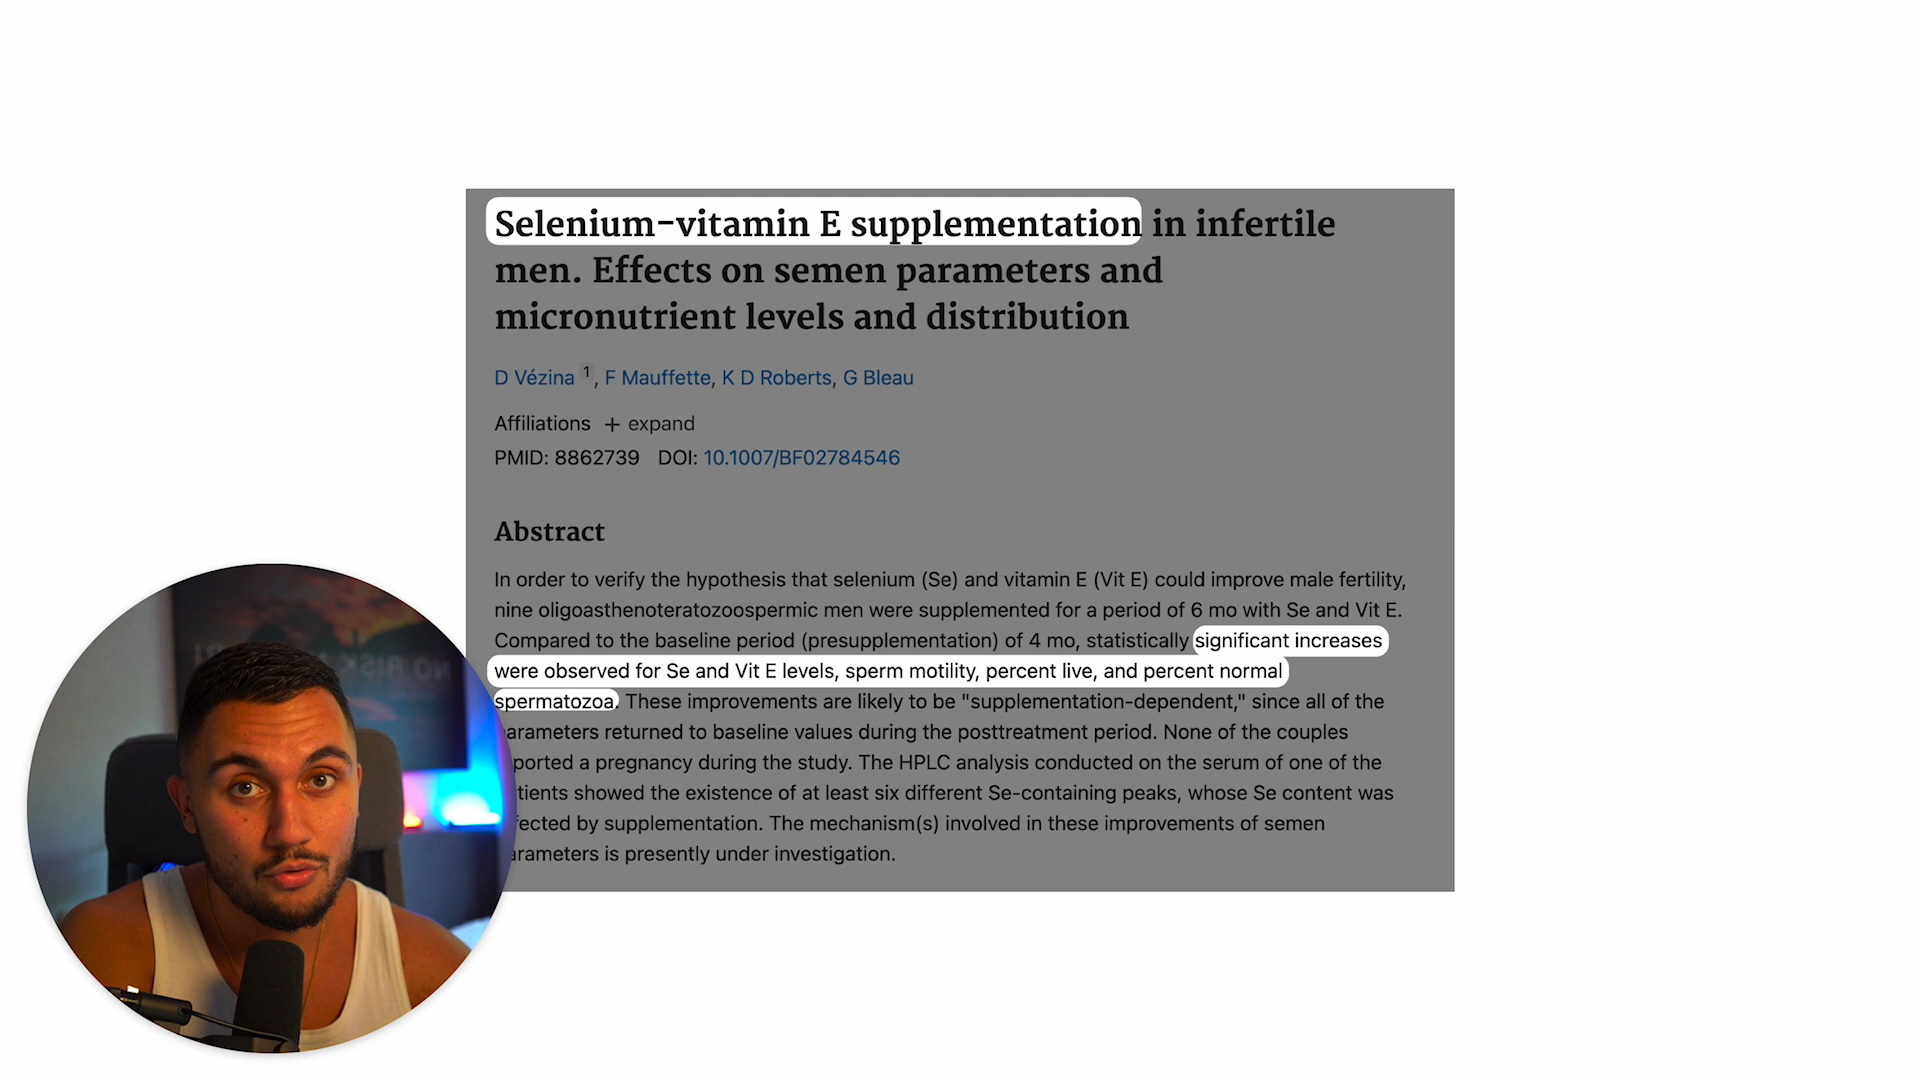 Selenium-vitamin E supplementation in infertile
men. Effects on semen parameters and
micronutrient levels and distribution
D Vézina 1, F Mauffette, K D Roberts, G Bleau
Affiliations + expand
PMID: 8862739 DOI: 10.1007/BF02784546
Abstract
In order to verify the hypothesis that selenium (Se) and vitamin E (Vit E) could improve male fertility,
nine oligoasthenoteratozoospermic men were supplemented for a period of 6 mo with Se and Vit E.
Compared to the baseline period (presupplementation) of 4 mo, statistically significant increases
were observed for Se and Vit E levels, sperm motility, percent live, and percent normal
spermatozoa. These improvements are likely to be "supplementation-dependent," since all of the
arameters returned to baseline values during the posttreatment period. None of the couples
ported a pregnancy during the study. The HPLC analysis conducted on the serum of one of the
tients showed the existence of at least six different Se-containing peaks, whose Se content was
fected by supplementation. The mechanism(s) involved in these improvements of semen
arameters is presently under investigation.
NO RISK